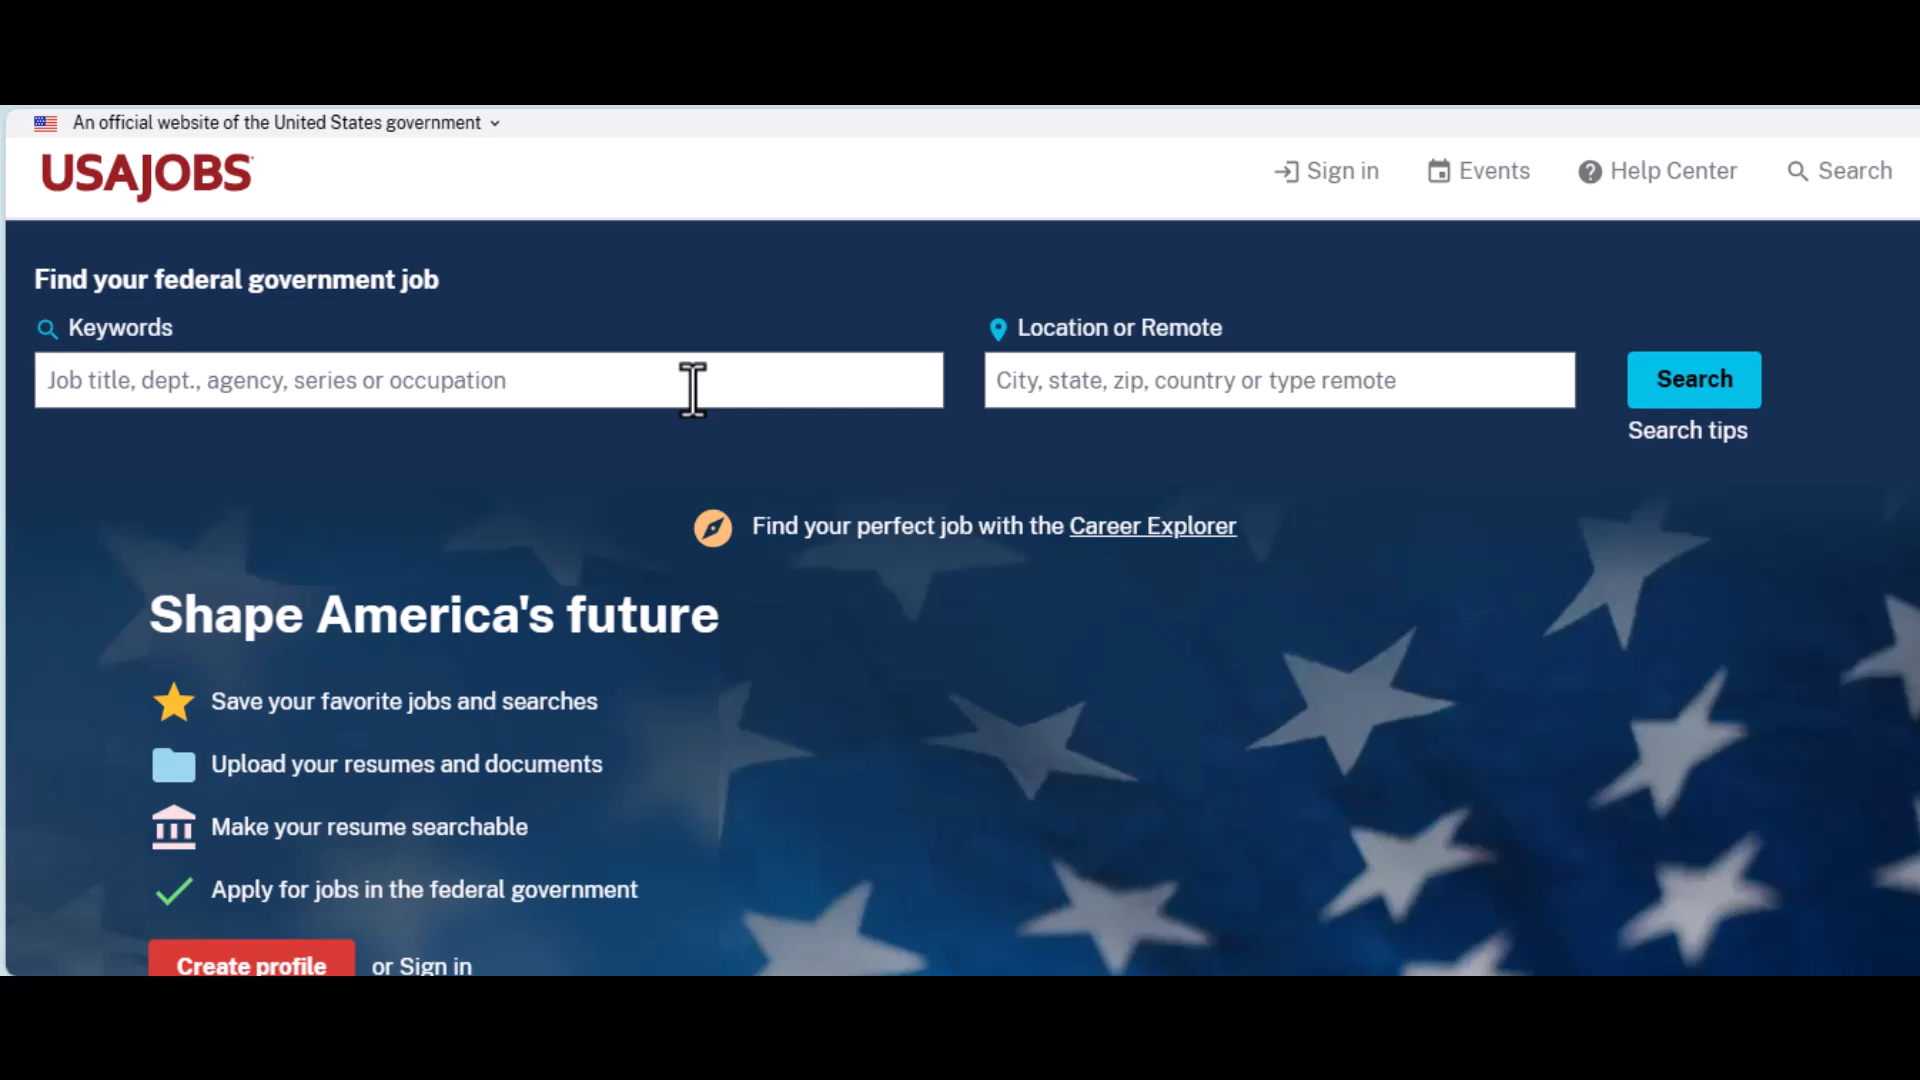 An official website of the United States government
USAJOBS
Sign in
Events
Help Center
Search
Find your federal government job
Keywords
Location or Remote
Job title, dept., agency, series or occupation
City, state, zip, country or type remote
Search
Search tips
Find your perfect job with the Career Explorer
Shape America's future
Save your favorite jobs and searches
Upload your resumes and documents
Make your resume searchable
Apply for jobs in the federal government
Create profile
or Sign in